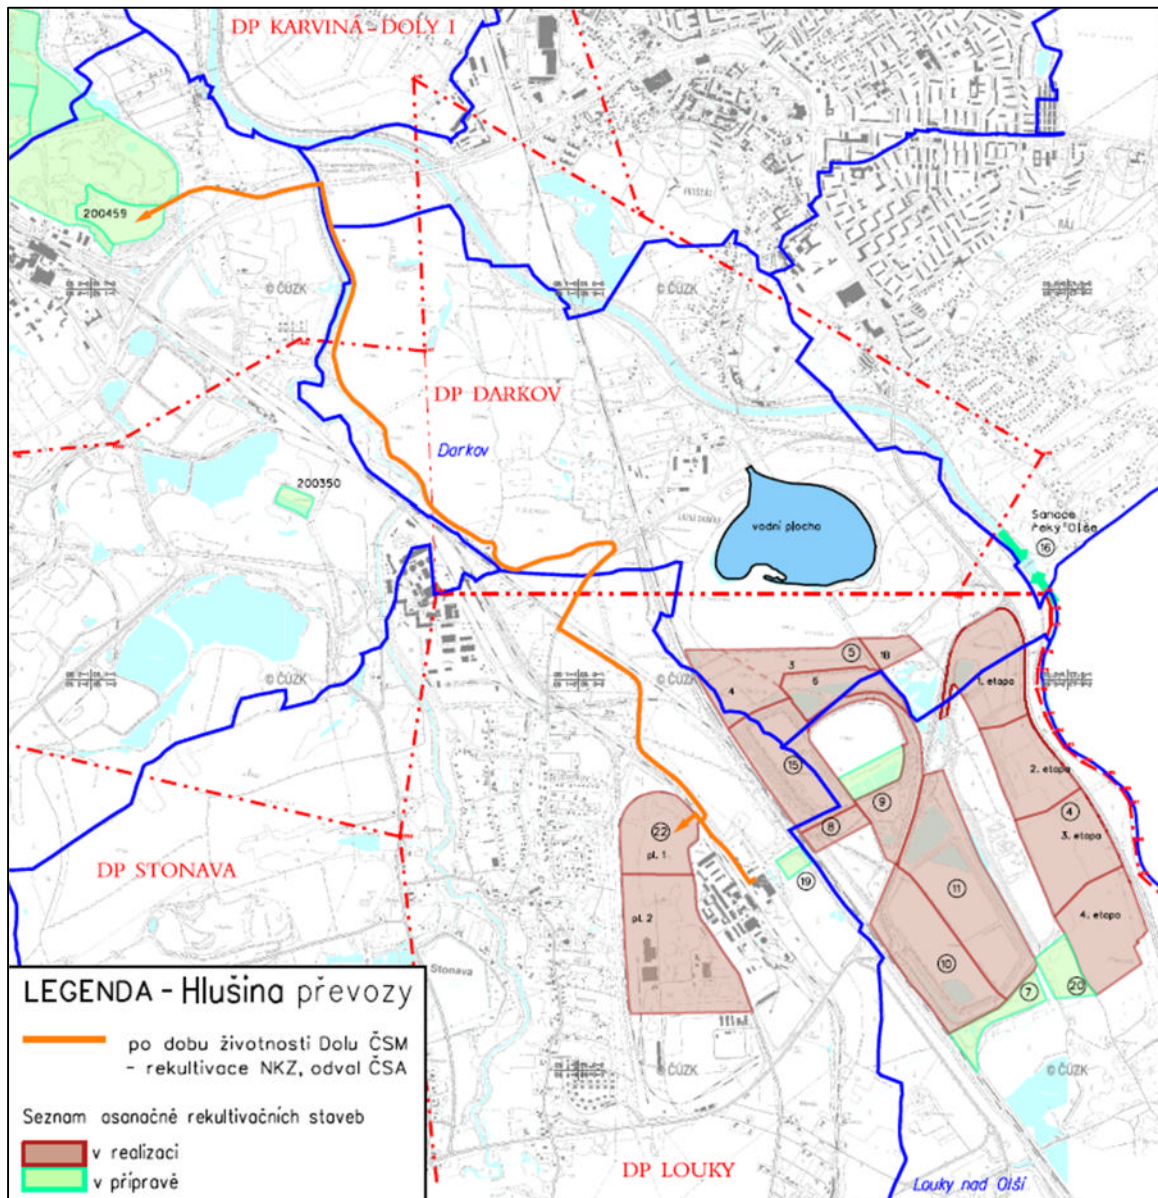 DP KARVINÁ-DOLY I
200459
FRYŠTÁT
RÁJ
© ČÚZK
© ČÚZK
© ČÚZK
DP DARKOV
Darkov
200350
vodní plocha
Sanace
řeky Olše
16
© ČÚZK
© ČÚZK
5
3
1B
6
4
1. etapa
2. etapa
15
4
9
3. etapa
8
22
pl. 1
DP STONAVA
19
11
pl. 2
4. etapa
10
7
20
Stonava
© ČÚZK
© ČÚZK
LEGENDA - Hlušina převozy
po dobu životnosti Dolu ČSM
- rekultivace NKZ, odval ČSA
Seznam asanačně rekultivačních staveb
v realizaci
v přípravě
DP LOUKY
Louky nad Olší